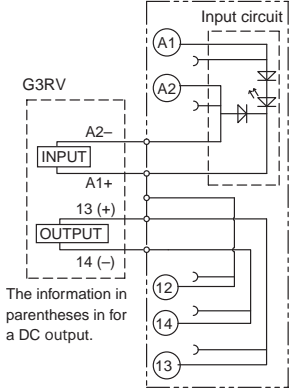 Input circuit
A1
A2
G3RV
A2–
INPUT
A1+
13 (+)
OUTPUT
14 (–)
12
14
13
The information in
parentheses in for
a DC output.